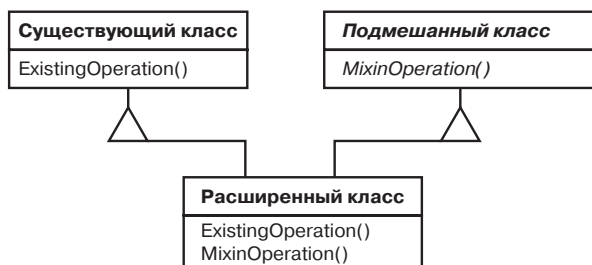 Существующий класс
ExistingOperation()
Подмешанный класс
MixinOperation()
Расширенный класс
ExistingOperation()
MixinOperation()